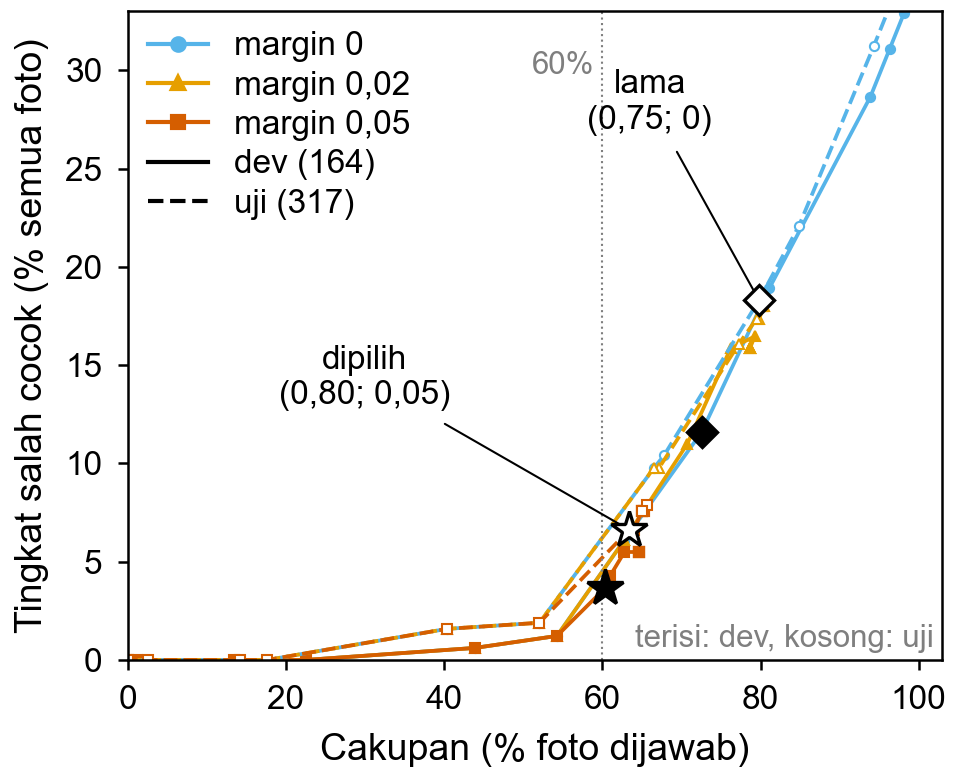 margin 0
margin 0,02
margin 0,05
dev (164)
uji (317)
60%
lama
(0,75; 0)
dipilih
(0,80; 0,05)
terisi: dev, kosong: uji
Tingkat salah cocok (% semua foto)
30
25
20
15
10
5
0
0
20
40
60
80
100
Cakupan (% foto dijawab)